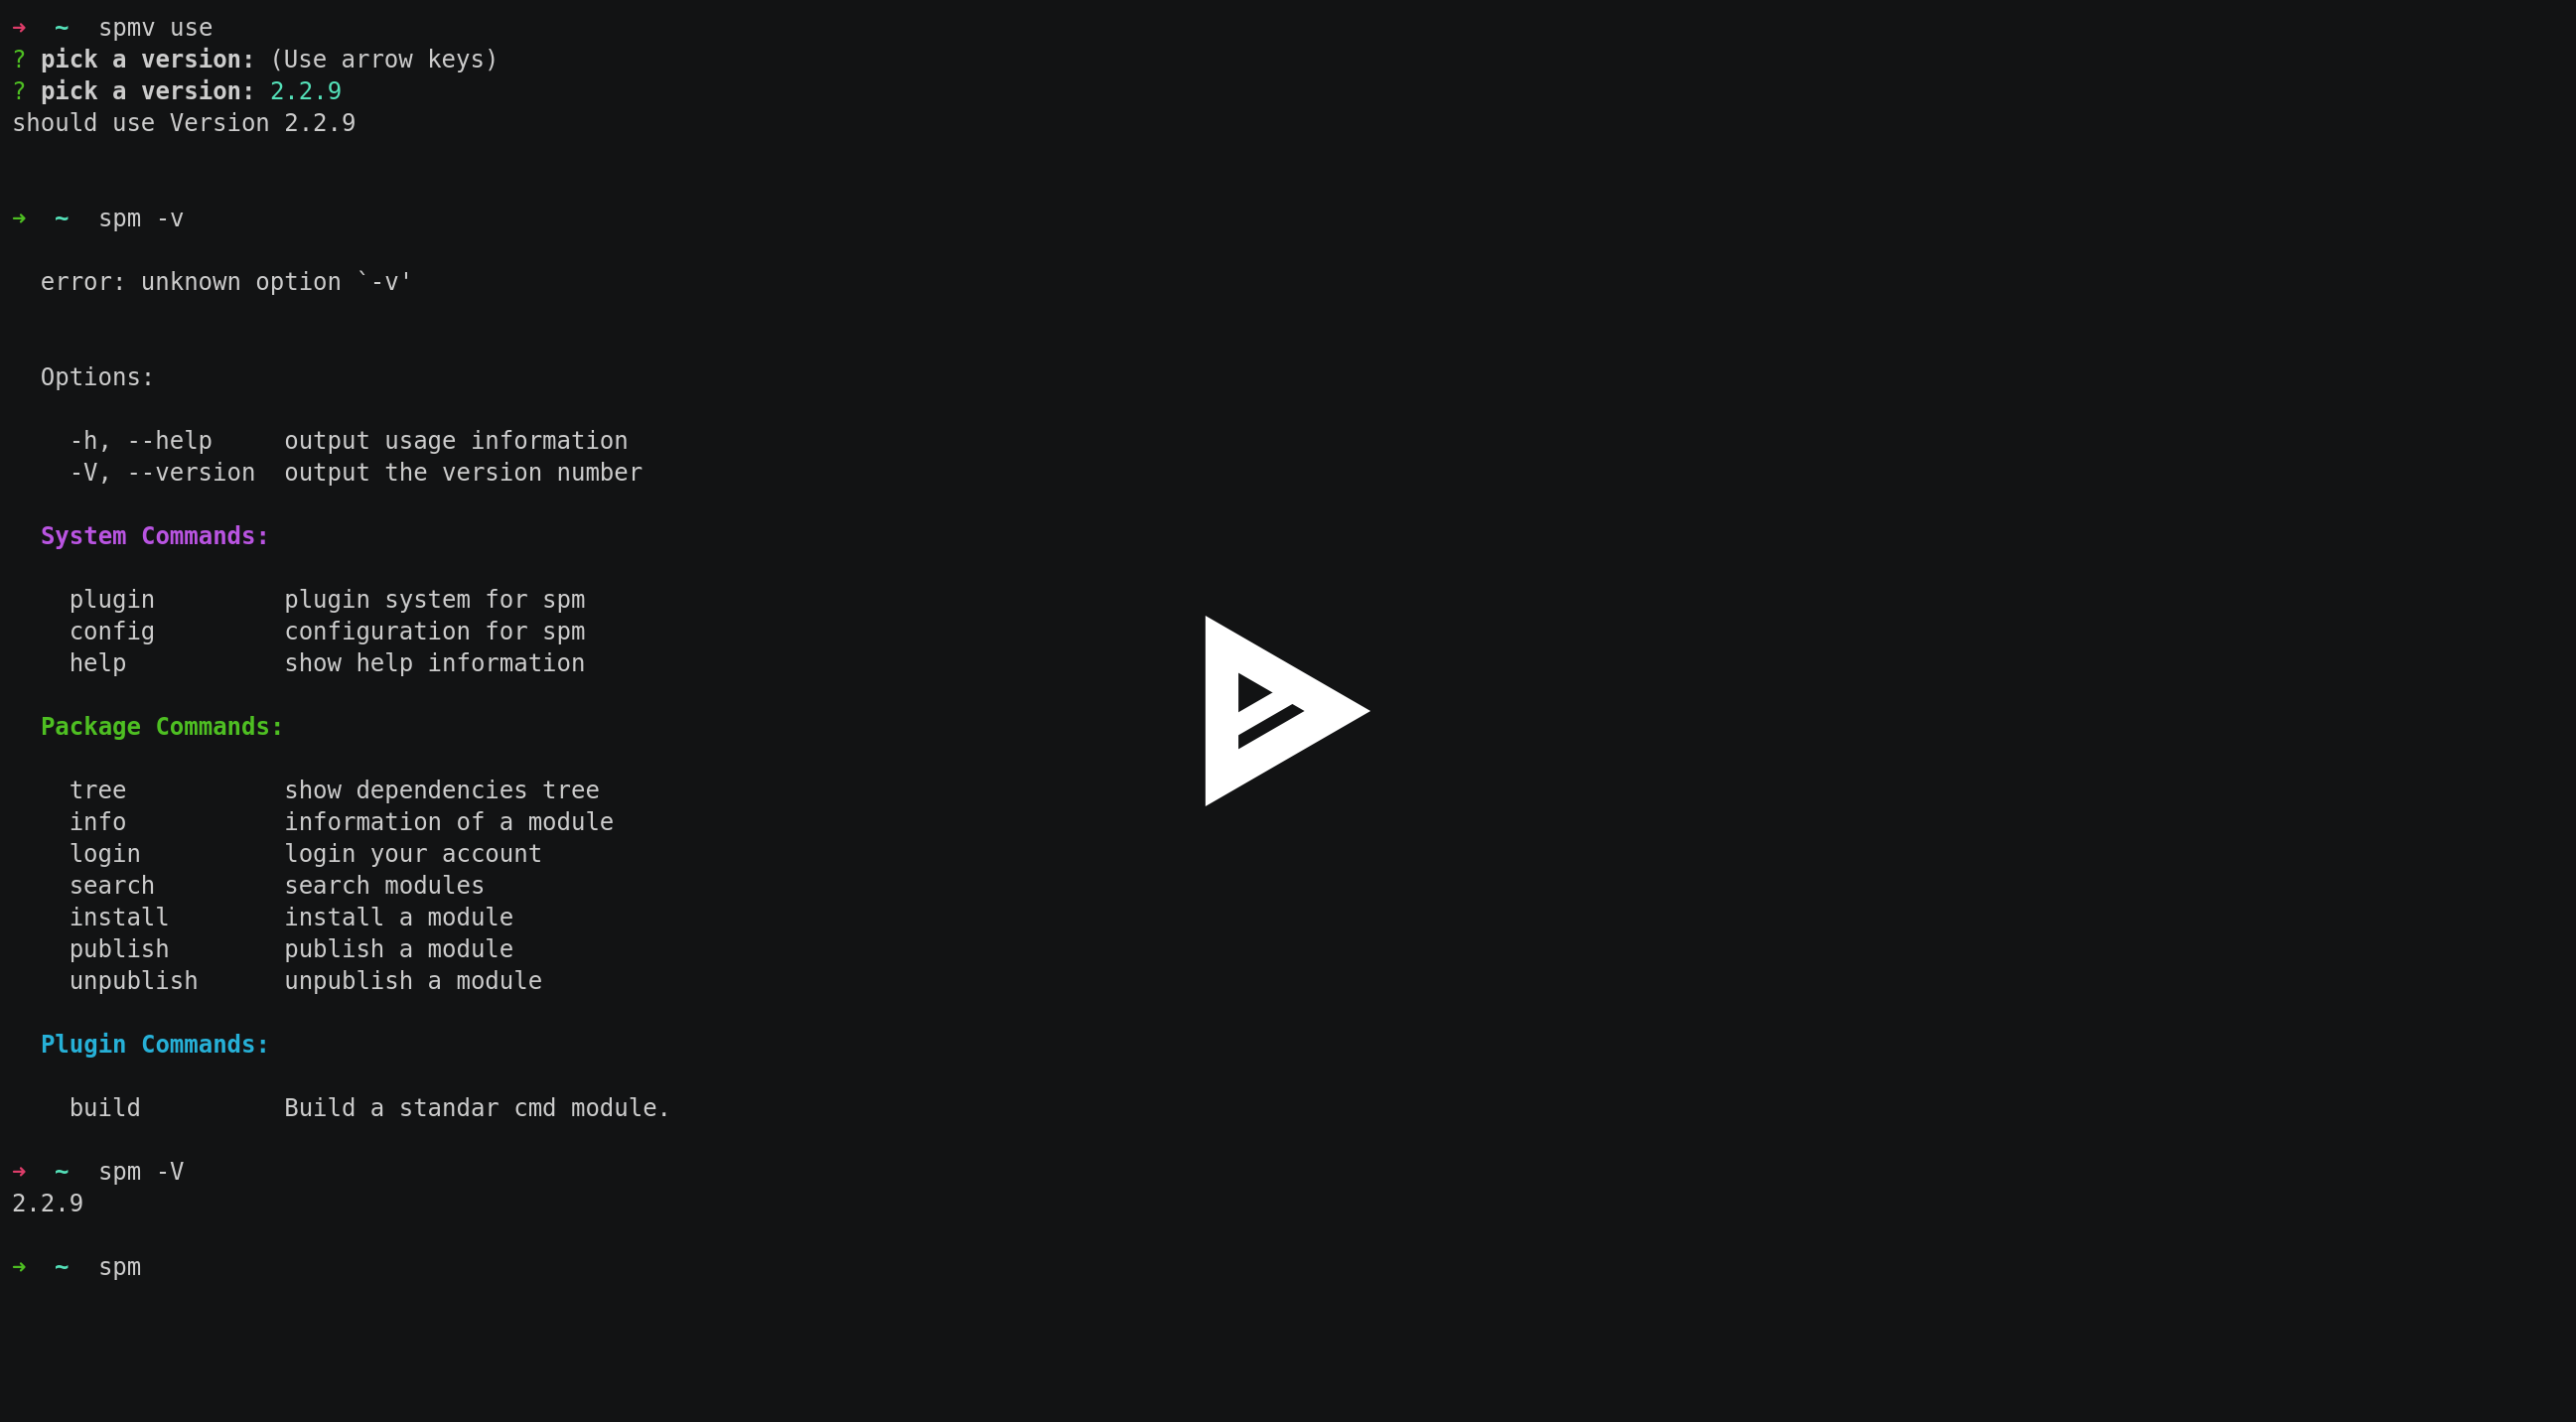 ➜  ~  spmv use
? pick a version: (Use arrow keys)
? pick a version: 2.2.9
should use Version 2.2.9
➜  ~  spm -v
error: unknown option `-v'
Options:
-h, --help     output usage information
-V, --version  output the version number
System Commands:
plugin         plugin system for spm
config         configuration for spm
help           show help information
Package Commands:
tree           show dependencies tree
info           information of a module
login          login your account
search         search modules
install        install a module
publish        publish a module
unpublish      unpublish a module
Plugin Commands:
build          Build a standar cmd module.
➜  ~  spm -V
2.2.9
➜  ~  spm